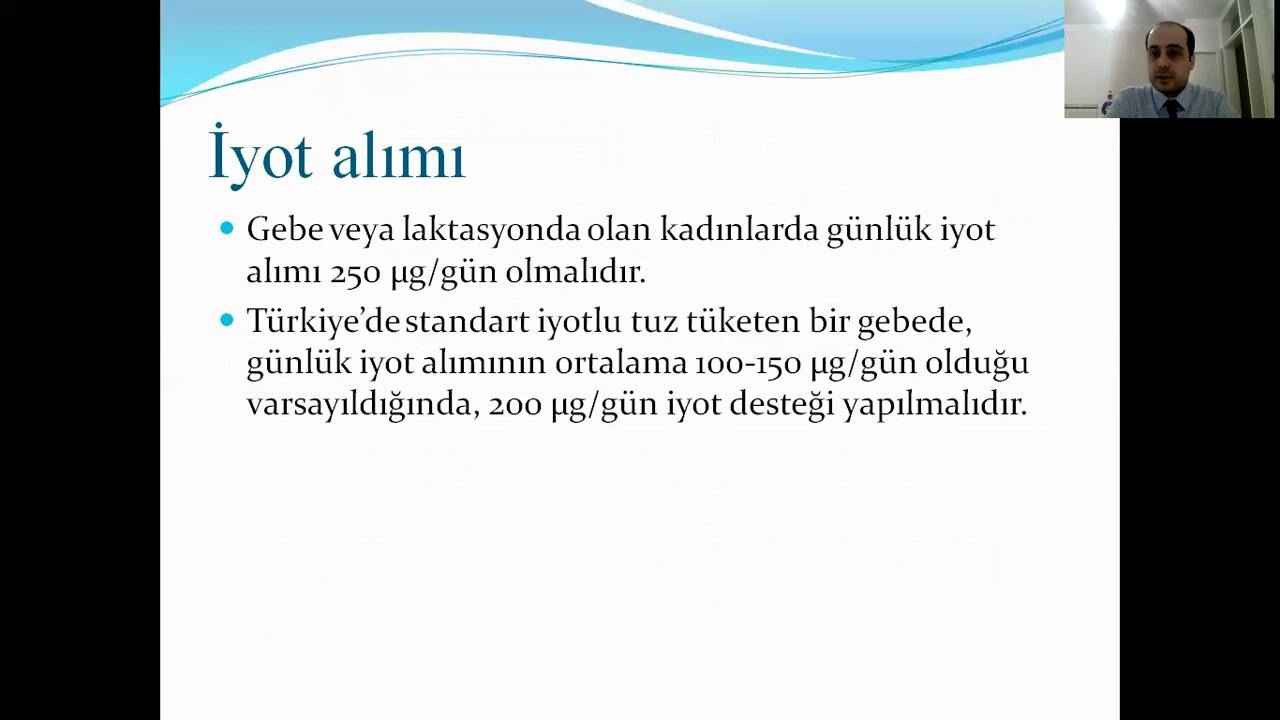 İyot alımı
Gebe veya laktasyonda olan kadınlarda günlük iyot
alımı 250 μg/gün olmalıdır.
Türkiye’de standart iyotlu tuz tüketen bir gebede,
günlük iyot alımının ortalama 100-150 μg/gün olduğu
varsayıldığında, 200 μg/gün iyot desteği yapılmalıdır.